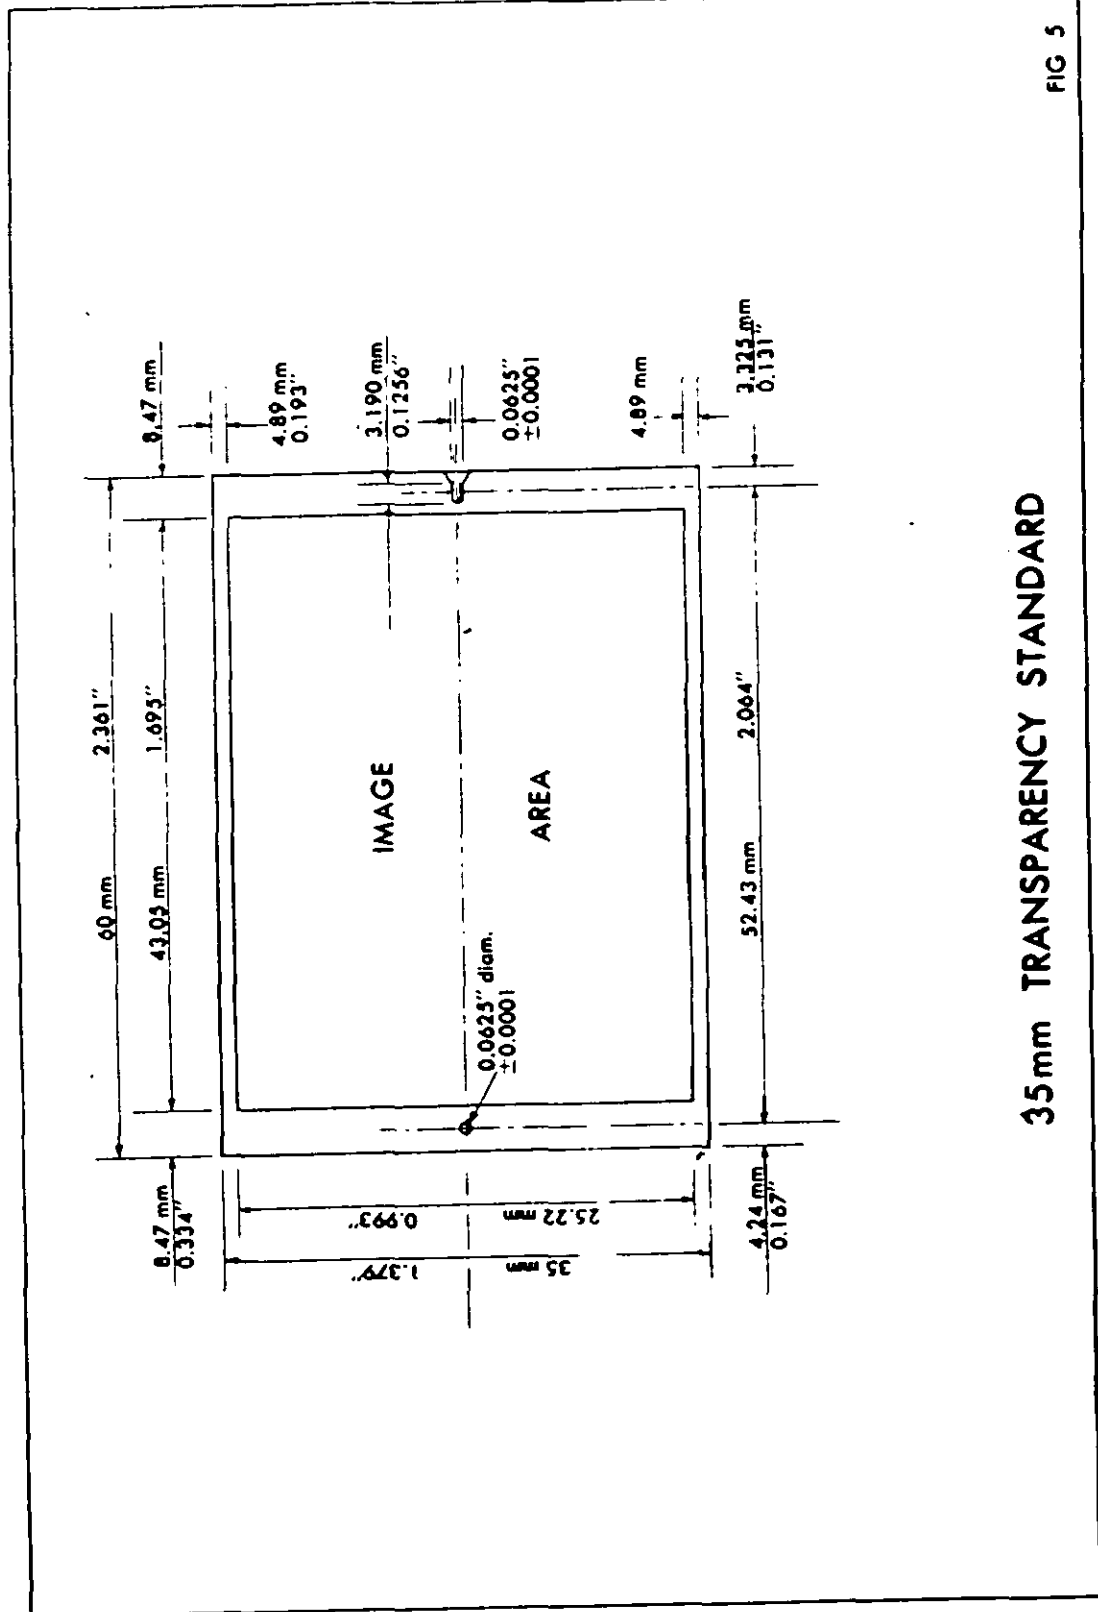 FIG 5
8.47 mm
4.89 mm
0.193"
3.190 mm
0.1256"
0.0625"
±0.0001
4.89 mm
3.325 mm
0.131"
60 mm 2.361"
43.05 mm 1.695"
IMAGE
AREA
0.0625" diam.
±0.0001
52.43 mm 2.064"
8.47 mm
0.334"
25.22 mm 0.993"
35 mm 1.379"
4.24 mm
0.167"
35mm TRANSPARENCY STANDARD